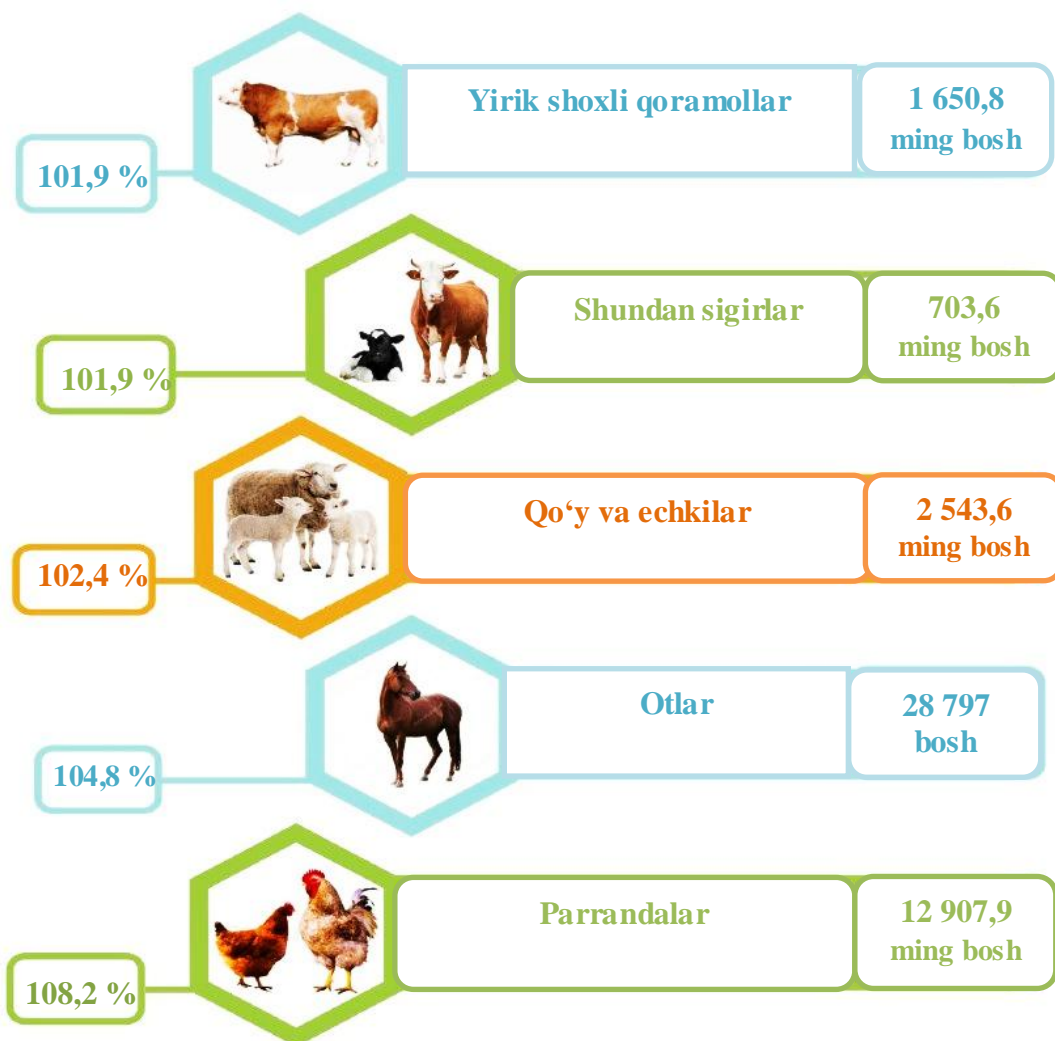 Yirik shoxli qoramollar
1 650,8
ming bosh
101,9 %
Shundan sigirlar
703,6
ming bosh
101,9 %
Qo‘y va echkilar
2 543,6
ming bosh
102,4 %
Otlar
28 797
bosh
104,8 %
Parrandalar
12 907,9
ming bosh
108,2 %